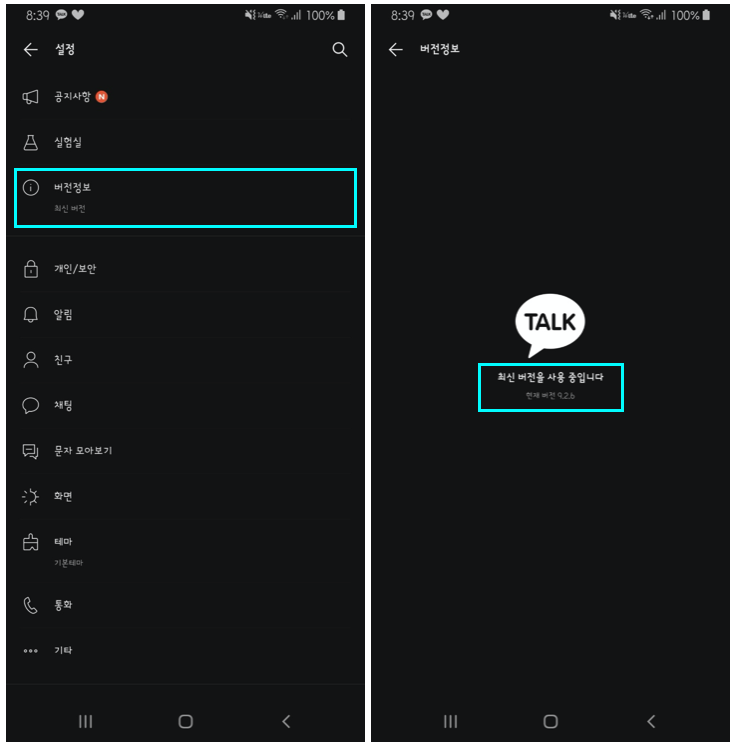 8:39
100%
설정
공지사항 N
실험실
버전정보
최신 버전
개인/보안
알림
친구
채팅
문자 모아보기
화면
테마
기본테마
통화
기타
8:39
100%
버전정보
TALK
최신 버전을 사용 중입니다
현재 버전 9.2.6